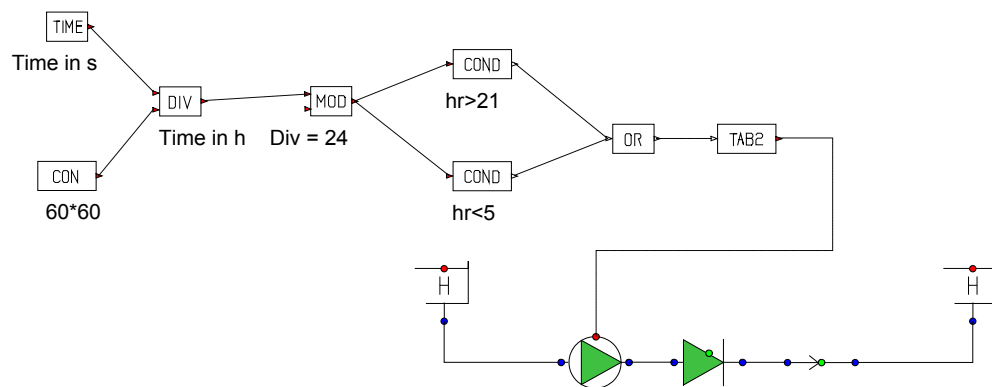 TIME
Time in s
DIV
Time in h
CON
60*60
MOD
Div = 24
COND
hr>21
COND
hr<5
OR
TAB2
H
H